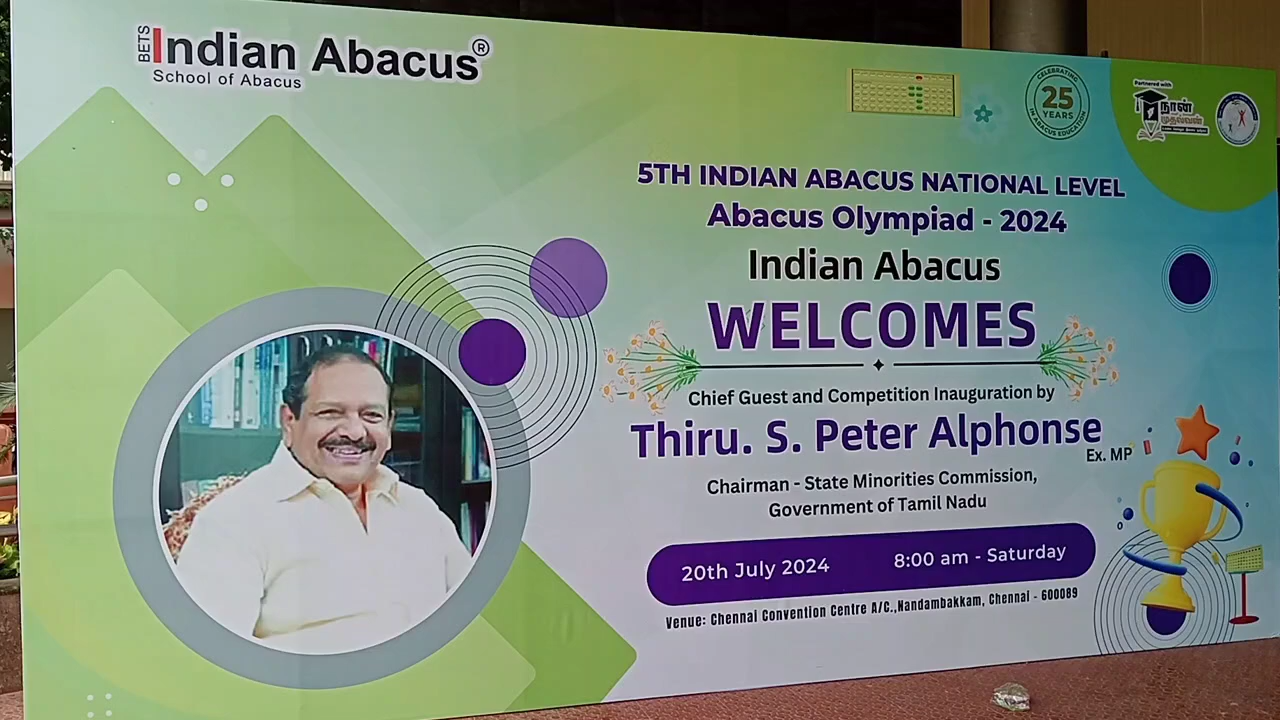 BETS
Indian Abacus®
School of Abacus
CELEBRATING
25
YEARS
IN ABACUS EDUCATION
Partnered with
நான்
முதல்வன்
5TH INDIAN ABACUS NATIONAL LEVEL
Abacus Olympiad - 2024
Indian Abacus
WELCOMES
Chief Guest and Competition Inauguration by
Thiru. S. Peter Alphonse
Ex. MP
Chairman - State Minorities Commission,
Government of Tamil Nadu
20th July 2024 8:00 am - Saturday
Venue: Chennai Convention Centre A/C.,Nandambakkam, Chennai - 600089